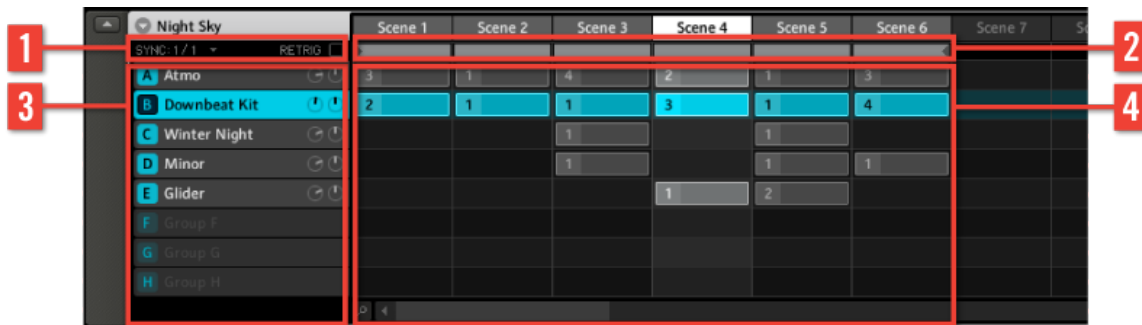 Night Sky Scene 1 Scene 2 Scene 3 Scene 4 Scene 5 Scene 6 Scene 7
1 SYNC: 1/1 RETRIG 2
A Atmo 3 1 4 2 1 3
3 B Downbeat Kit 2 1 1 3 1 4 4
C Winter Night 1 1
D Minor 1 1 1
E Glider 1 2
F Group F
G Group G
H Group H